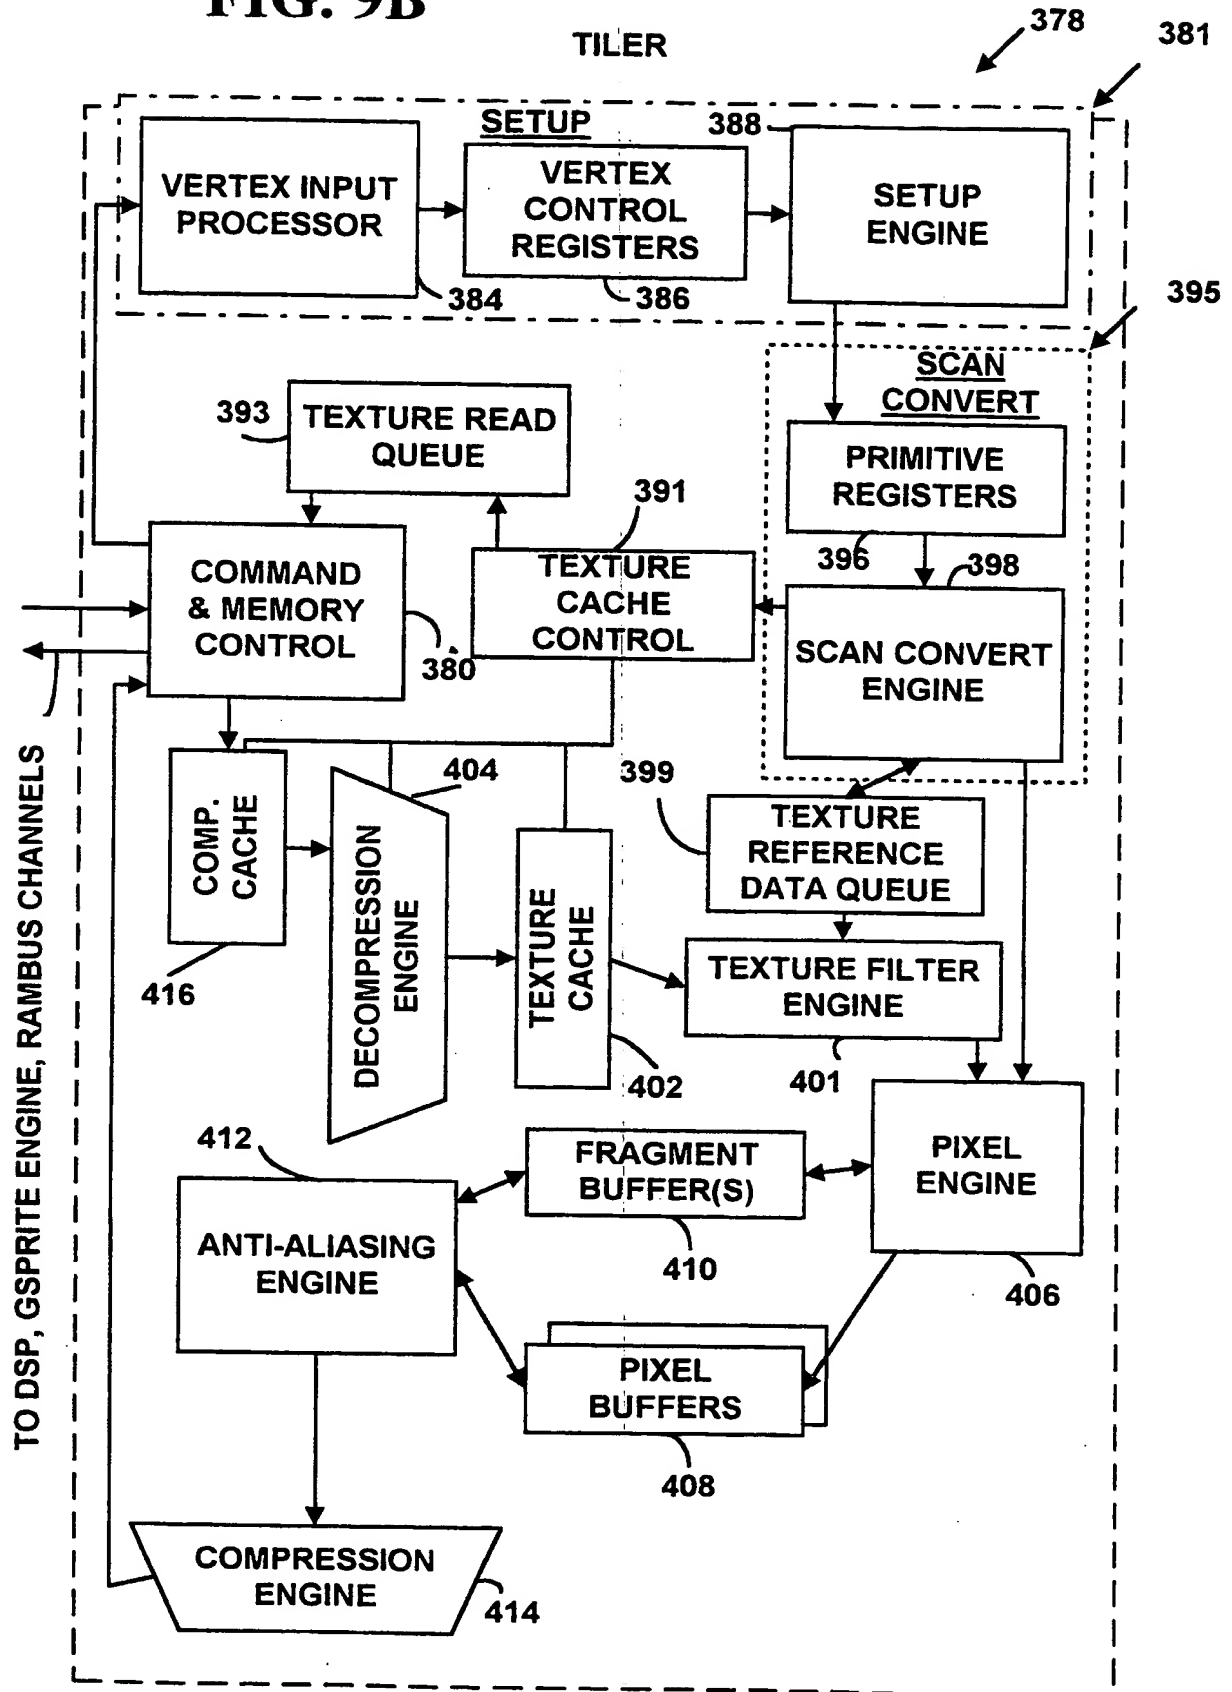 FIG. 9B
TILER
378
381
SETUP
388
VERTEX INPUT
PROCESSOR
VERTEX
CONTROL
REGISTERS
SETUP
ENGINE
384
386
395
SCAN
CONVERT
393
TEXTURE READ
QUEUE
PRIMITIVE
REGISTERS
391
396
398
COMMAND
& MEMORY
CONTROL
TEXTURE
CACHE
CONTROL
380
SCAN CONVERT
ENGINE
TO DSP, GSPRITE ENGINE, RAMBUS CHANNELS
404
399
COMP.
CACHE
DECOMPRESSION
ENGINE
TEXTURE
CACHE
TEXTURE
REFERENCE
DATA QUEUE
416
TEXTURE FILTER
ENGINE
402
401
412
FRAGMENT
BUFFER(S)
PIXEL
ENGINE
ANTI-ALIASING
ENGINE
410
406
PIXEL
BUFFERS
408
COMPRESSION
ENGINE
414